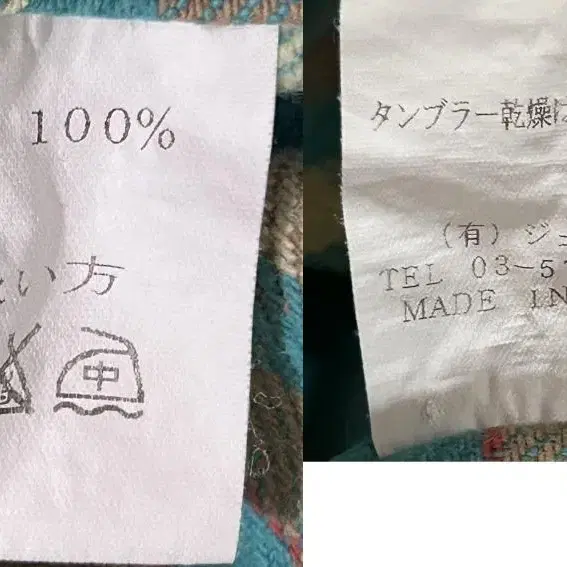 100%
い方
中
タンブラー乾燥は
(有) ジュ
TEL 03-5
MADE IN